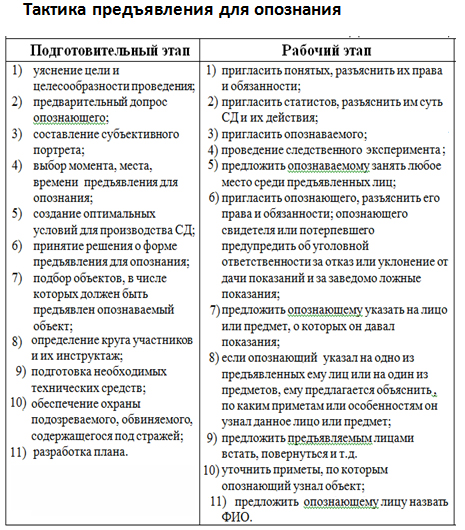 Тактика предъявления для опознания
Подготовительный этап
1) уяснение цели и
целесообразности проведения;
2) предварительный допрос
опознающего;
3) составление субъективного
портрета;
4) выбор момента, места,
времени предъявления для
опознания;
5) создание оптимальных
условий для производства СД;
6) принятие решения о форме
предъявления для опознания;
7) подбор объектов, в числе
которых должен быть
предъявлен опознаваемый
объект;
8) определение круга участников
и их инструктаж;
9) подготовка необходимых
технических средств;
10) обеспечение охраны
подозреваемого, обвиняемого,
содержащегося под стражей;
11) разработка плана.
Рабочий этап
1) пригласить понятых, разъяснить их права
и обязанности;
2) пригласить статистов, разъяснить им суть
СД и их действия;
3) пригласить опознаваемого;
4) проведение следственного эксперимента;
5) предложить опознаваемому занять любое
место среди предъявленных лиц;
6) пригласить опознающего, разъяснить его
права и обязанности; опознающего
свидетеля или потерпевшего
предупредить об уголовной
ответственности за отказ или уклонение от
дачи показаний и за заведомо ложные
показания;
7) предложить опознающему указать на лицо
или предмет, о которых он давал
показания;
8) если опознающий указал на одно из
предъявленных ему лиц или на один из
предметов, ему предлагается объяснить,
по каким приметам или особенностям он
узнал данное лицо или предмет;
9) предложить предъявляемым лицами
встать, повернуться и т.д.
10) уточнить приметы, по которым
опознающий узнал объект;
11) предложить опознающему лицу назвать
ФИО.